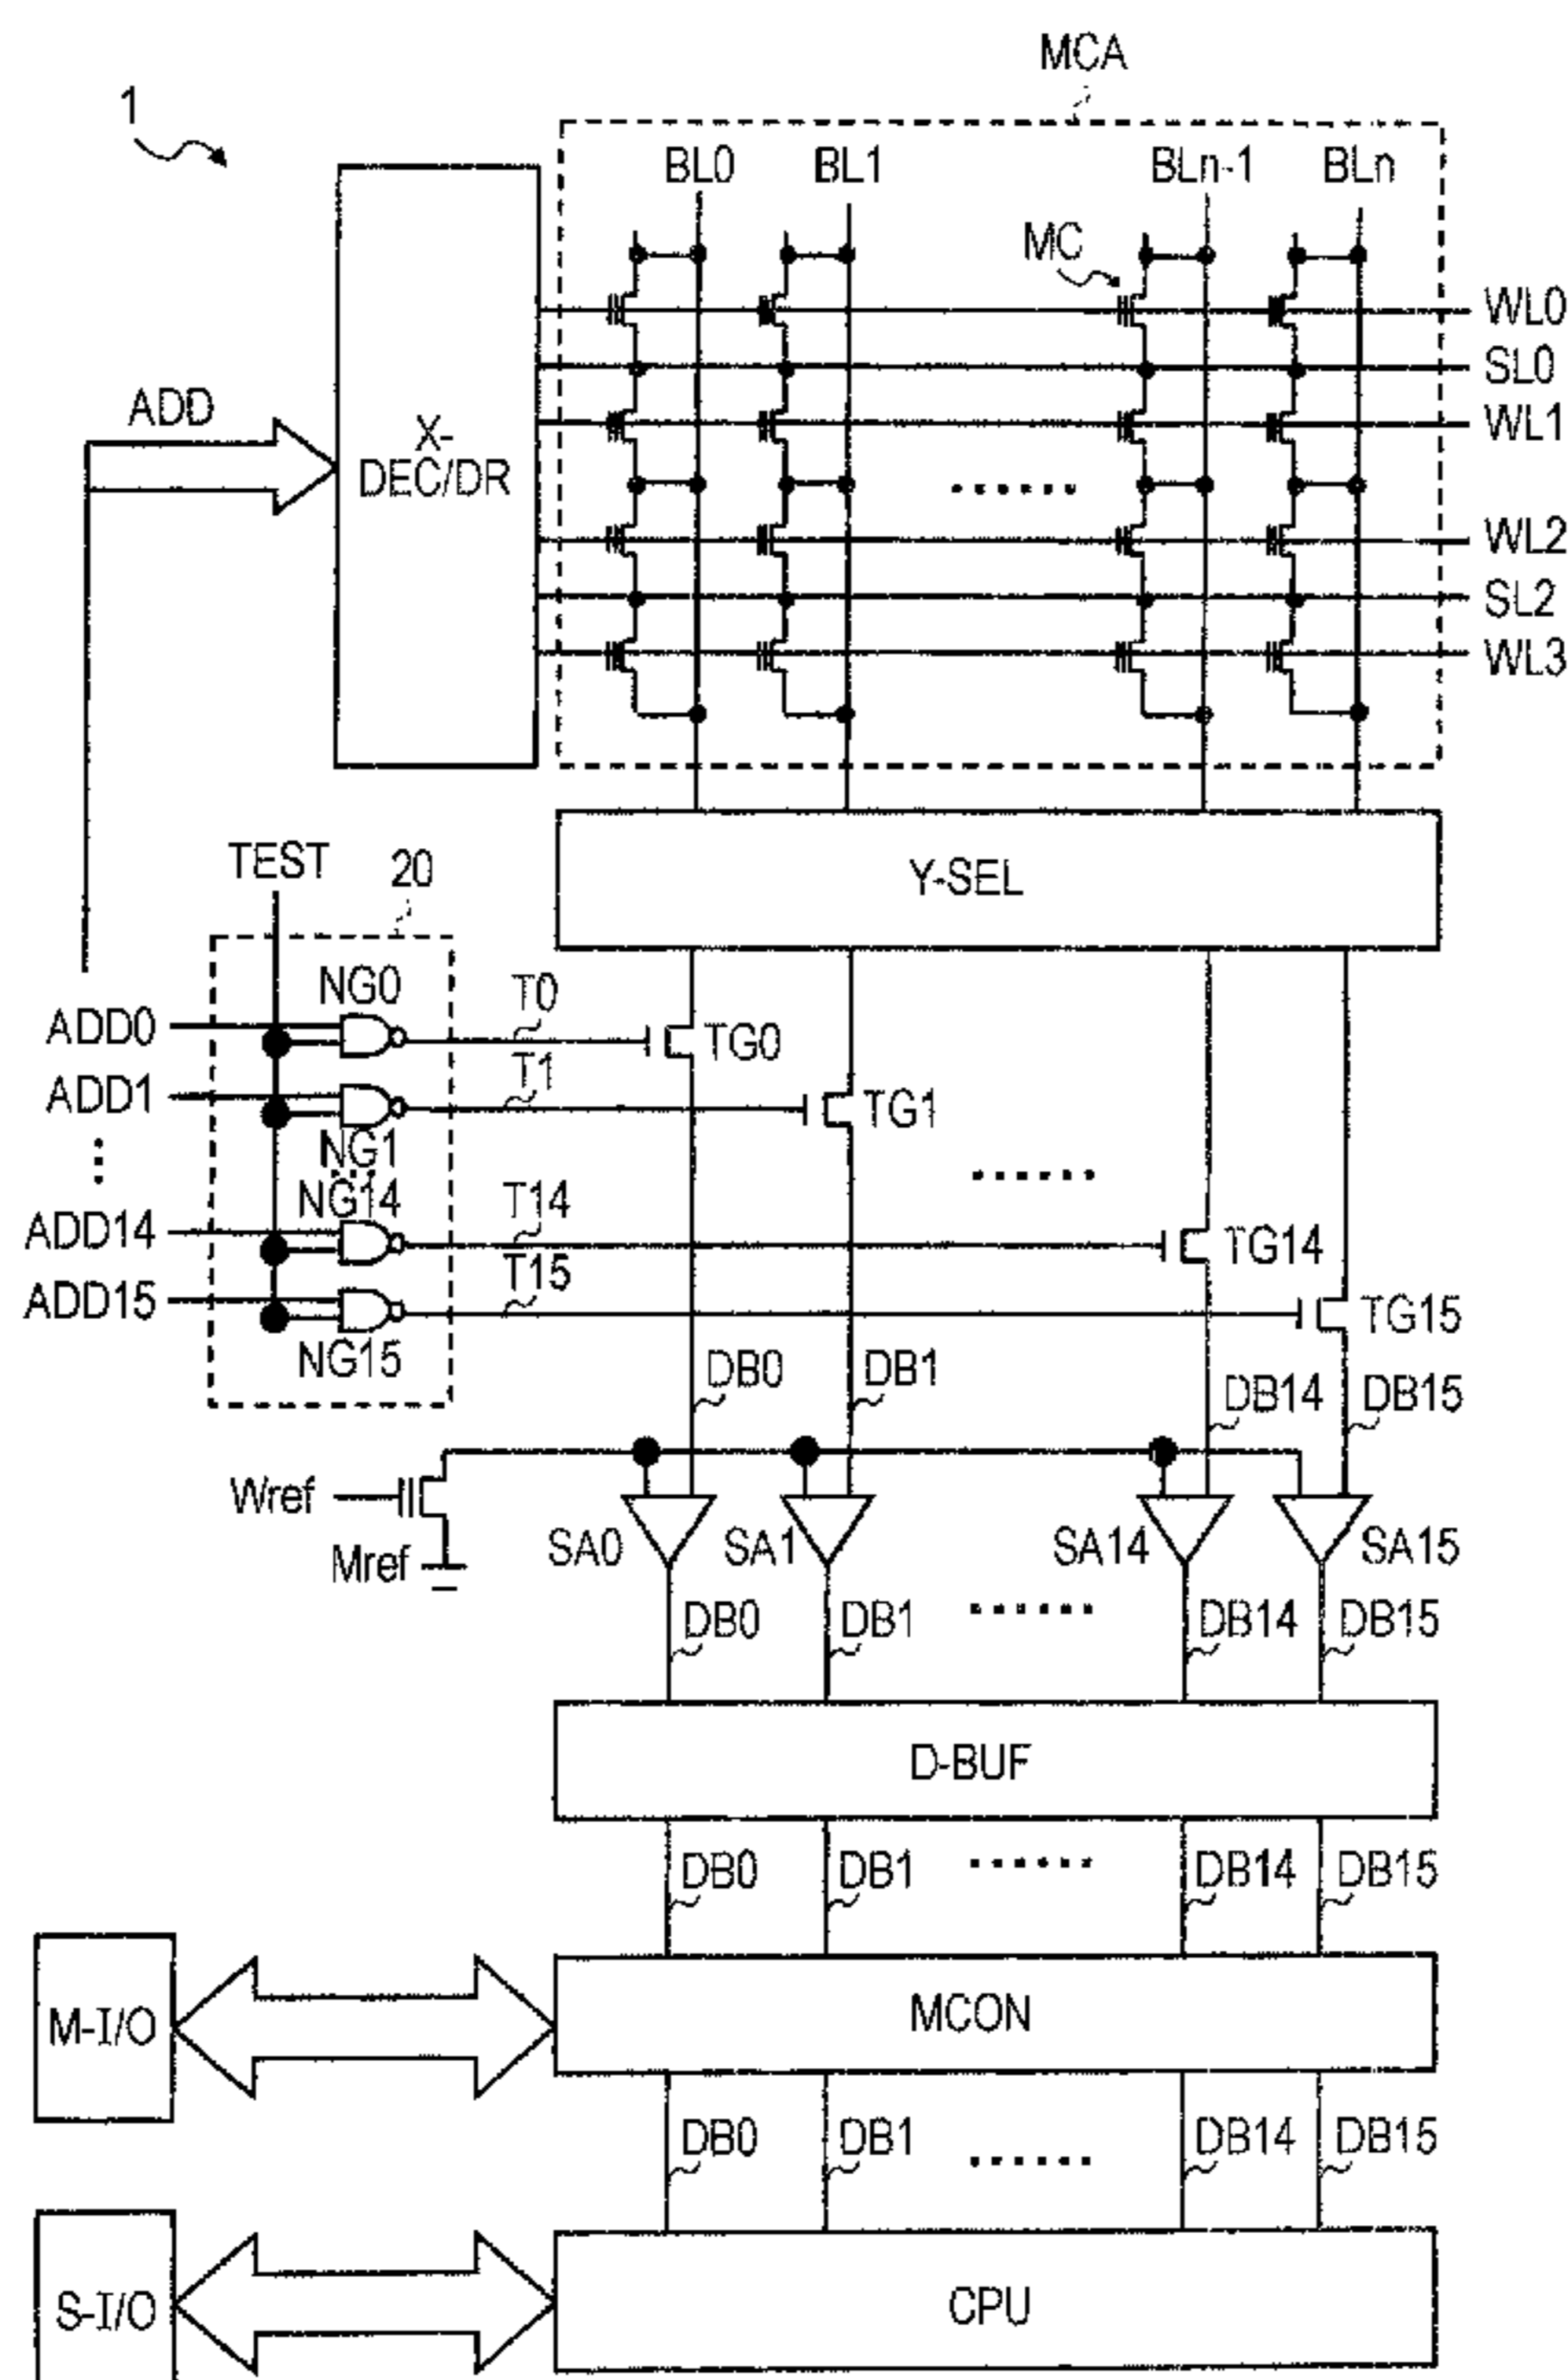 MCA
1
BL0 BL1 BLn-1 BLn
MC
WL0
SL0
ADD
WL1
X-
DEC/DR
WL2
SL2
WL3
TEST 20
Y-SEL
NG0 T0
ADD0 TG0
T1
ADD1 TG1
NG1
NG14 T14
ADD14 TG14
T15
ADD15 TG15
NG15
DB0 DB1 DB14 DB15
Wref
Mref SA0 SA1 SA14 SA15
DB0 DB1 DB14 DB15
D-BUF
DB0 DB1 DB14 DB15
M-I/O MCON
DB0 DB1 DB14 DB15
S-I/O CPU